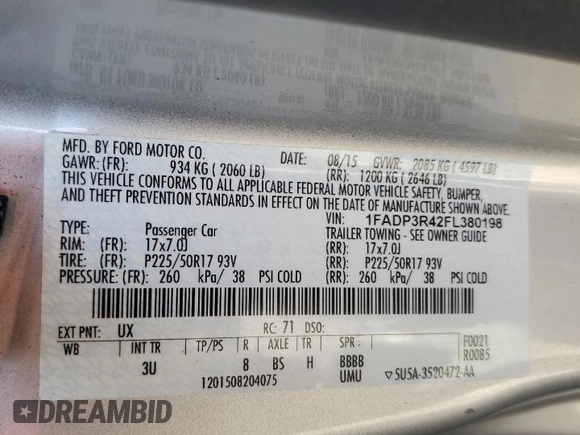 MFD. BY FORD MOTOR CO.
DATE: 08/15 GVWR: 2085 KG ( 4597 LB)
GAWR: (FR): 934 KG ( 2060 LB) (RR): 1200 KG ( 2646 LB)
THIS VEHICLE CONFORMS TO ALL APPLICABLE FEDERAL MOTOR VEHICLE SAFETY, BUMPER,
AND THEFT PREVENTION STANDARDS IN EFFECT ON THE DATE OF MANUFACTURE SHOWN ABOVE.
VIN: 1FADP3R42FL380198
TYPE: Passenger Car TRAILER TOWING - SEE OWNER GUIDE
RIM: (FR): 17x7.0J (RR): 17x7.0J
TIRE: (FR): P225/50R17 93V (RR): P225/50R17 93V
PRESSURE: (FR): 260 kPa/ 38 PSI COLD (RR): 260 kPa/ 38 PSI COLD
EXT PNT: UX RC: 71 DSO:
WB INT TR TP/PS R AXLE TR SPR F0021
3U 8 BS H BBBB R0085
1201508204075 UMU ▽5U5A-3520472-AA
DREAMBID